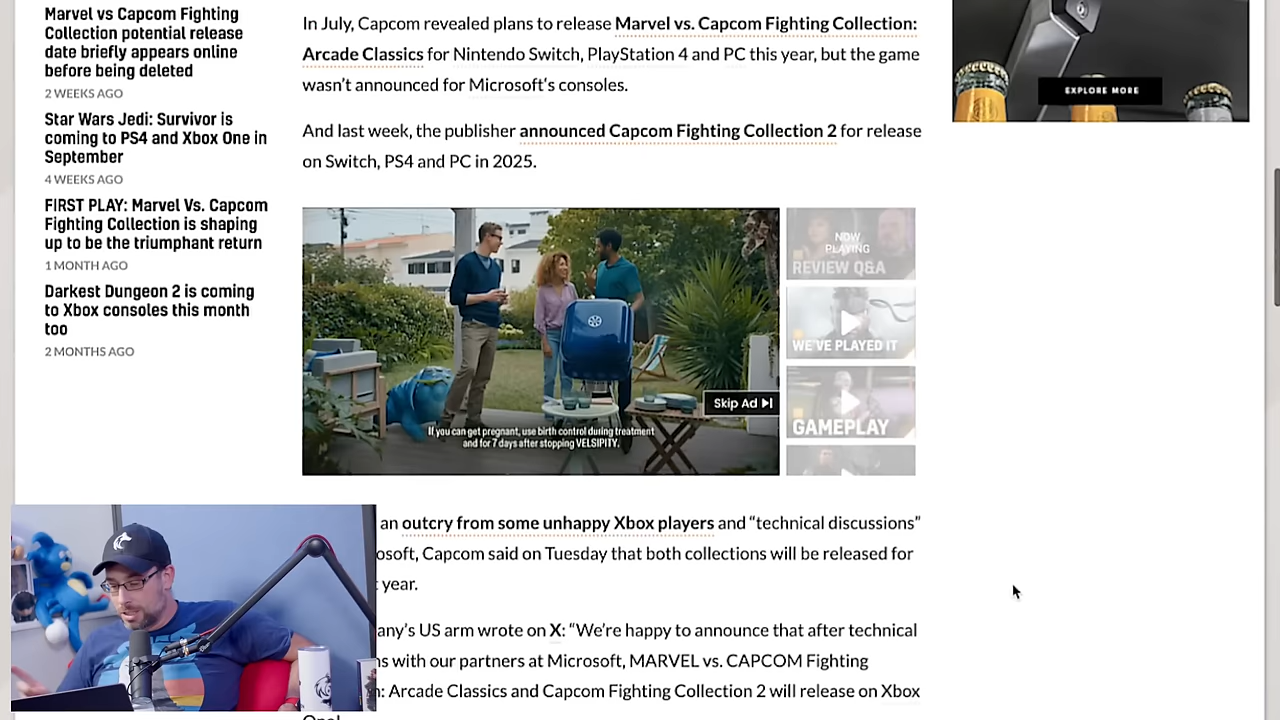 Marvel vs Capcom Fighting
Collection potential release
date briefly appears online
before being deleted
2 WEEKS AGO
Star Wars Jedi: Survivor is
coming to PS4 and Xbox One in
September
4 WEEKS AGO
FIRST PLAY: Marvel Vs. Capcom
Fighting Collection is shaping
up to be the triumphant return
1 MONTH AGO
Darkest Dungeon 2 is coming
to Xbox consoles this month
too
2 MONTHS AGO
In July, Capcom revealed plans to release Marvel vs. Capcom Fighting Collection:
Arcade Classics for Nintendo Switch, PlayStation 4 and PC this year, but the game
wasn't announced for Microsoft's consoles.
And last week, the publisher announced Capcom Fighting Collection 2 for release
on Switch, PS4 and PC in 2025.
If you can get pregnant, use birth control during treatment
and for 7 days after stopping VELSIPITY.
Skip Ad
NOW
PLAYING
REVIEW Q&A
WE'VE PLAYED IT
GAMEPLAY
an outcry from some unhappy Xbox players and “technical discussions”
osoft, Capcom said on Tuesday that both collections will be released for
year.
any's US arm wrote on X: “We're happy to announce that after technical
ns with our partners at Microsoft, MARVEL vs. CAPCOM Fighting
n: Arcade Classics and Capcom Fighting Collection 2 will release on Xbox
EXPLORE MORE